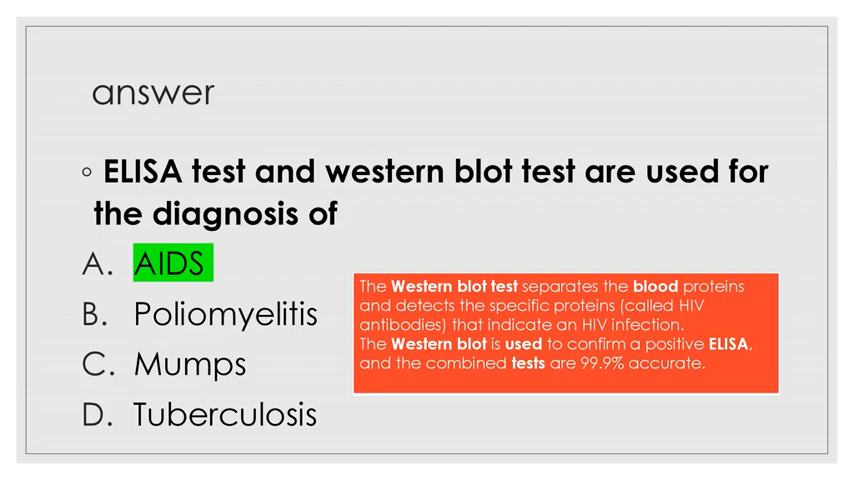 answer
◦ ELISA test and western blot test are used for
the diagnosis of
A. AIDS
B. Poliomyelitis
C. Mumps
D. Tuberculosis
The Western blot test separates the blood proteins
and detects the specific proteins (called HIV
antibodies) that indicate an HIV infection.
The Western blot is used to confirm a positive ELISA,
and the combined tests are 99.9% accurate.